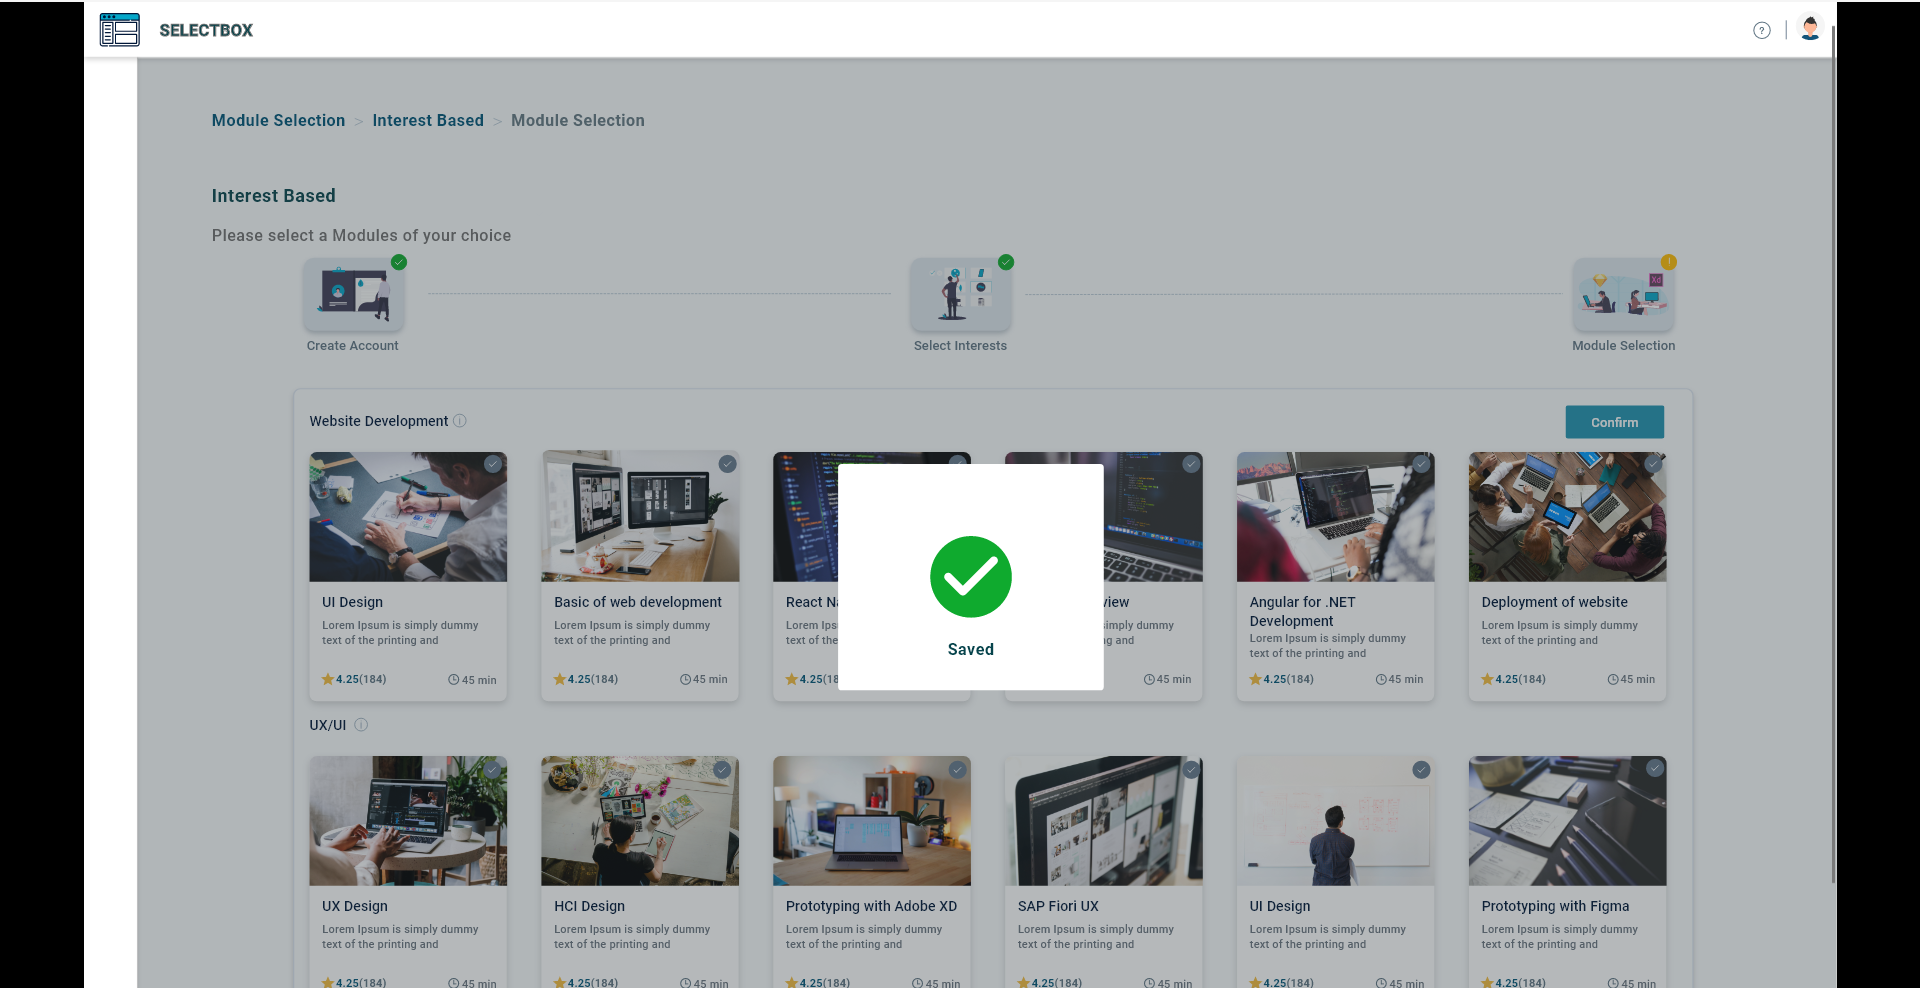 SELECTBOX
?
Module Selection > Interest Based > Module Selection
Interest Based
Please select a Modules of your choice
Xd
Create Account
Select Interests
Module Selection
Website Development
Confirm
UI Design
Lorem Ipsum is simply dummy
text of the printing and
4.25(184)
45 min
Basic of web development
Lorem Ipsum is simply dummy
text of the printing and
4.25(184)
45 min
React
Lorem
text of the
4.25(18
Saved
view
simply dummy
and
45 min
Angular for .NET
Development
Lorem Ipsum is simply dummy
text of the printing and
4.25(184)
45 min
Deployment of website
Lorem Ipsum is simply dummy
text of the printing and
4.25(184)
45 min
UX/UI
UX Design
Lorem Ipsum is simply dummy
text of the printing and
4.25(184)
45 min
HCI Design
Lorem Ipsum is simply dummy
text of the printing and
4.25(184)
45 min
Prototyping with Adobe XD
Lorem Ipsum is simply dummy
text of the printing and
4.25(184)
45 min
SAP Fiori UX
Lorem Ipsum is simply dummy
text of the printing and
4.25(184)
45 min
UI Design
Lorem Ipsum is simply dummy
text of the printing and
4.25(184)
45 min
Prototyping with Figma
Lorem Ipsum is simply dummy
text of the printing and
4.25(184)
45 min